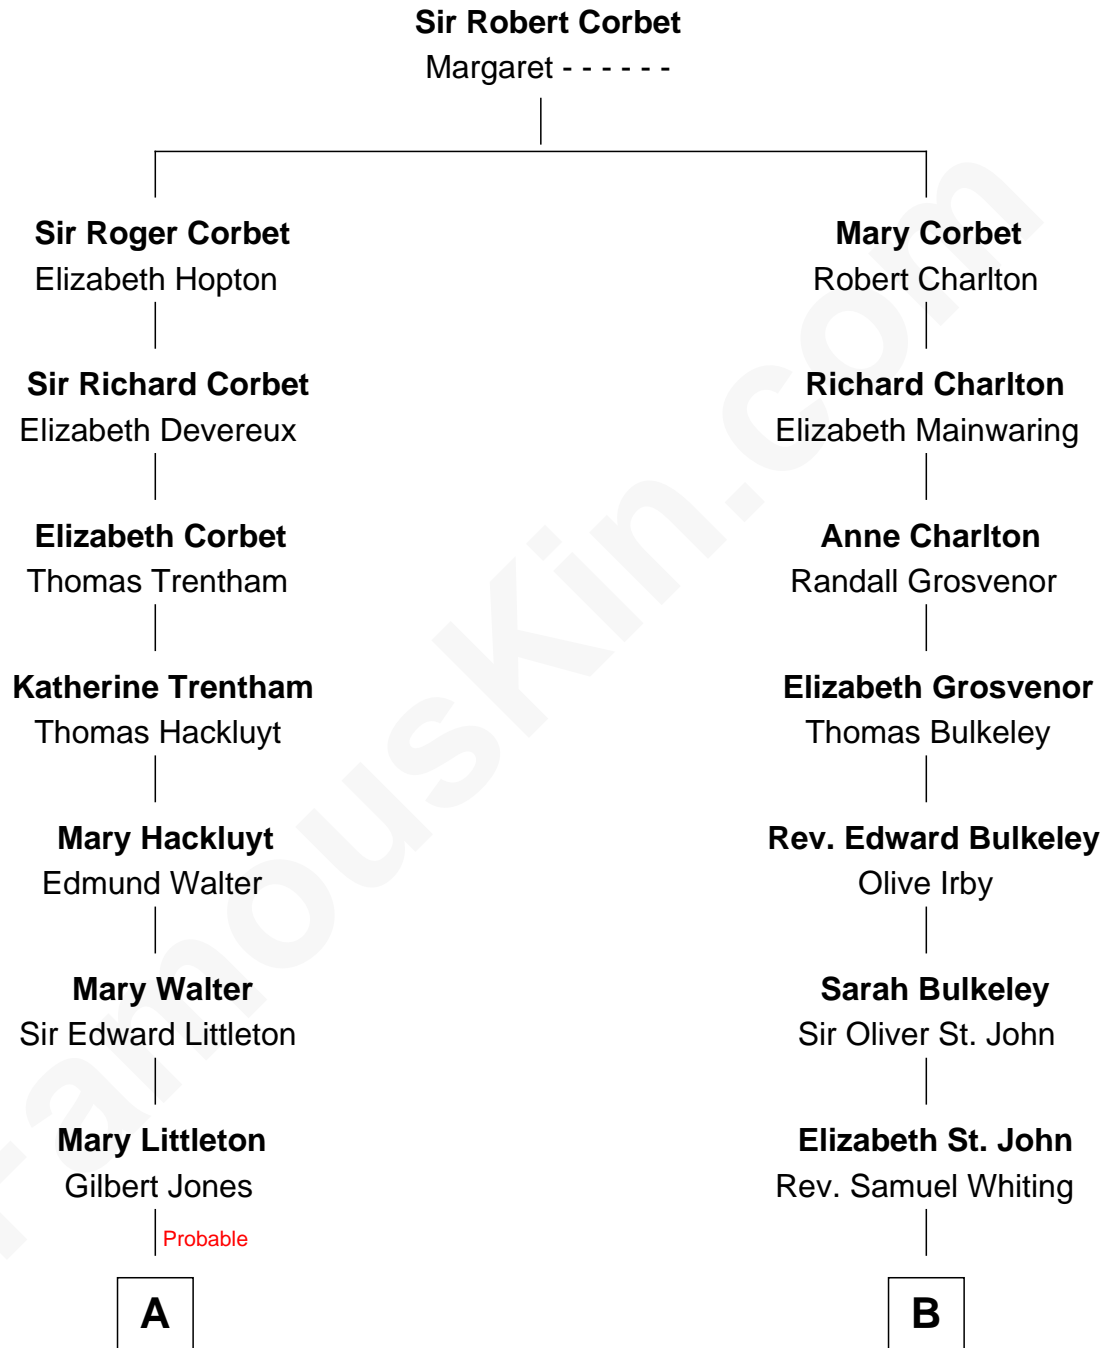 Sir Robert Corbet
Margaret - - - - - -
Sir Roger Corbet
Elizabeth Hopton
Mary Corbet
Robert Charlton
Sir Richard Corbet
Elizabeth Devereux
Richard Charlton
Elizabeth Mainwaring
Elizabeth Corbet
Thomas Trentham
Anne Charlton
Randall Grosvenor
Katherine Trentham
Thomas Hackluyt
Elizabeth Grosvenor
Thomas Bulkeley
Mary Hackluyt
Edmund Walter
Rev. Edward Bulkeley
Olive Irby
Mary Walter
Sir Edward Littleton
Sarah Bulkeley
Sir Oliver St. John
Mary Littleton
Gilbert Jones
Elizabeth St. John
Rev. Samuel Whiting
Probable
A
B
FamousKin.com